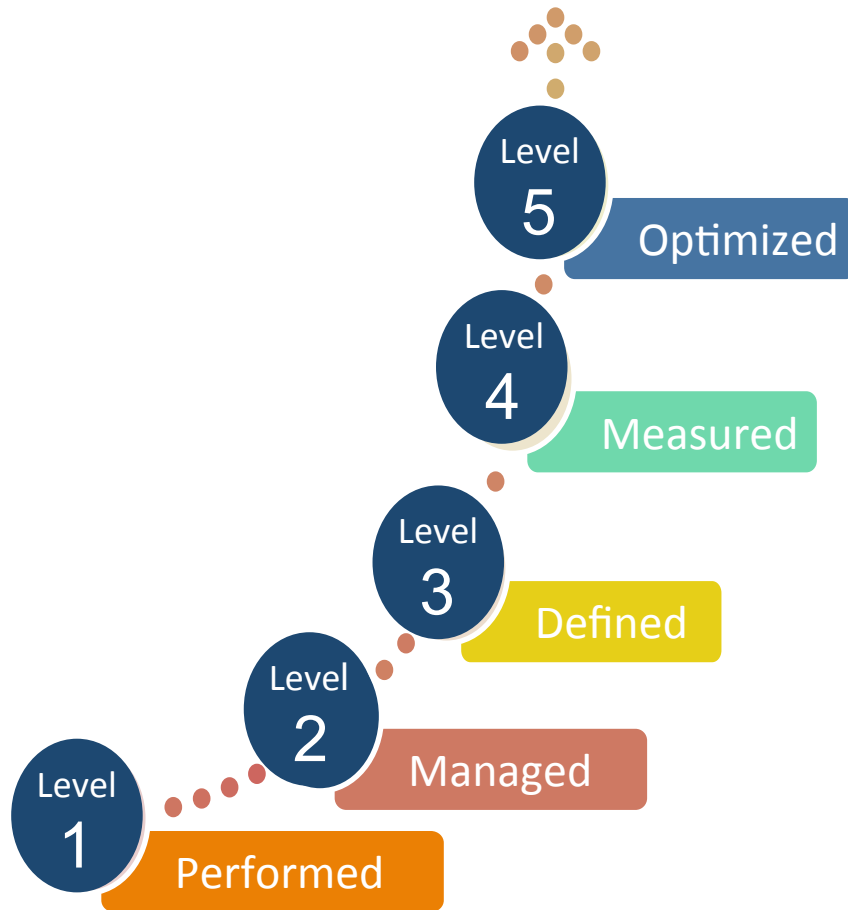 Level
5
Optimized
Level
4
Measured
Level
3
Defined
Level
2
Managed
Level
1
Performed